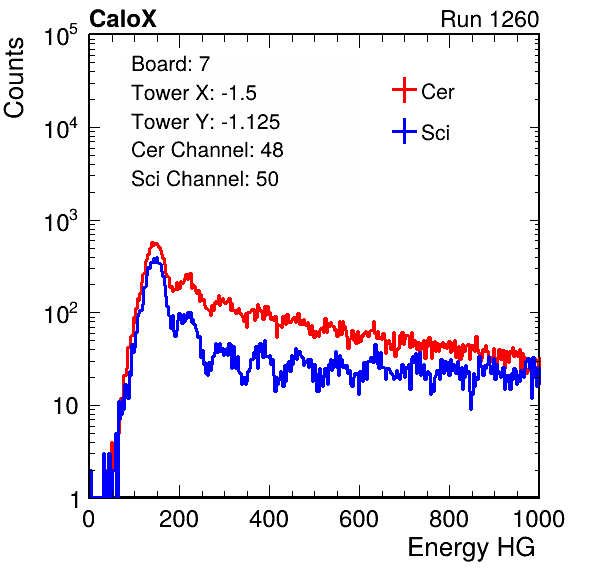 CaloX Run 1260
Counts
10^5
10^4
10^3
10^2
10
1
Board: 7
Tower X: -1.5
Tower Y: -1.125
Cer Channel: 48
Sci Channel: 50
Cer
Sci
0 200 400 600 800 1000
Energy HG